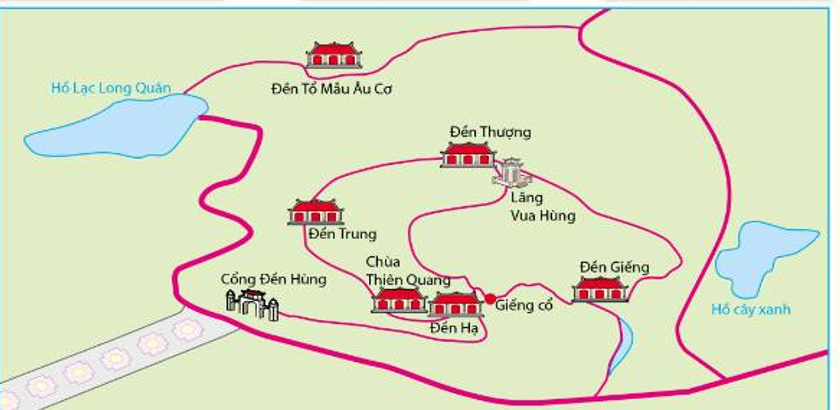 Hồ Lạc Long Quân
Đền Tổ Mẫu Âu Cơ
Đền Thượng
Lăng
Vua Hùng
Đền Trung
Chùa
Thiên Quang
Đền Giếng
Cổng Đền Hùng
Giếng cổ
Hồ cây xanh
Đền Hạ